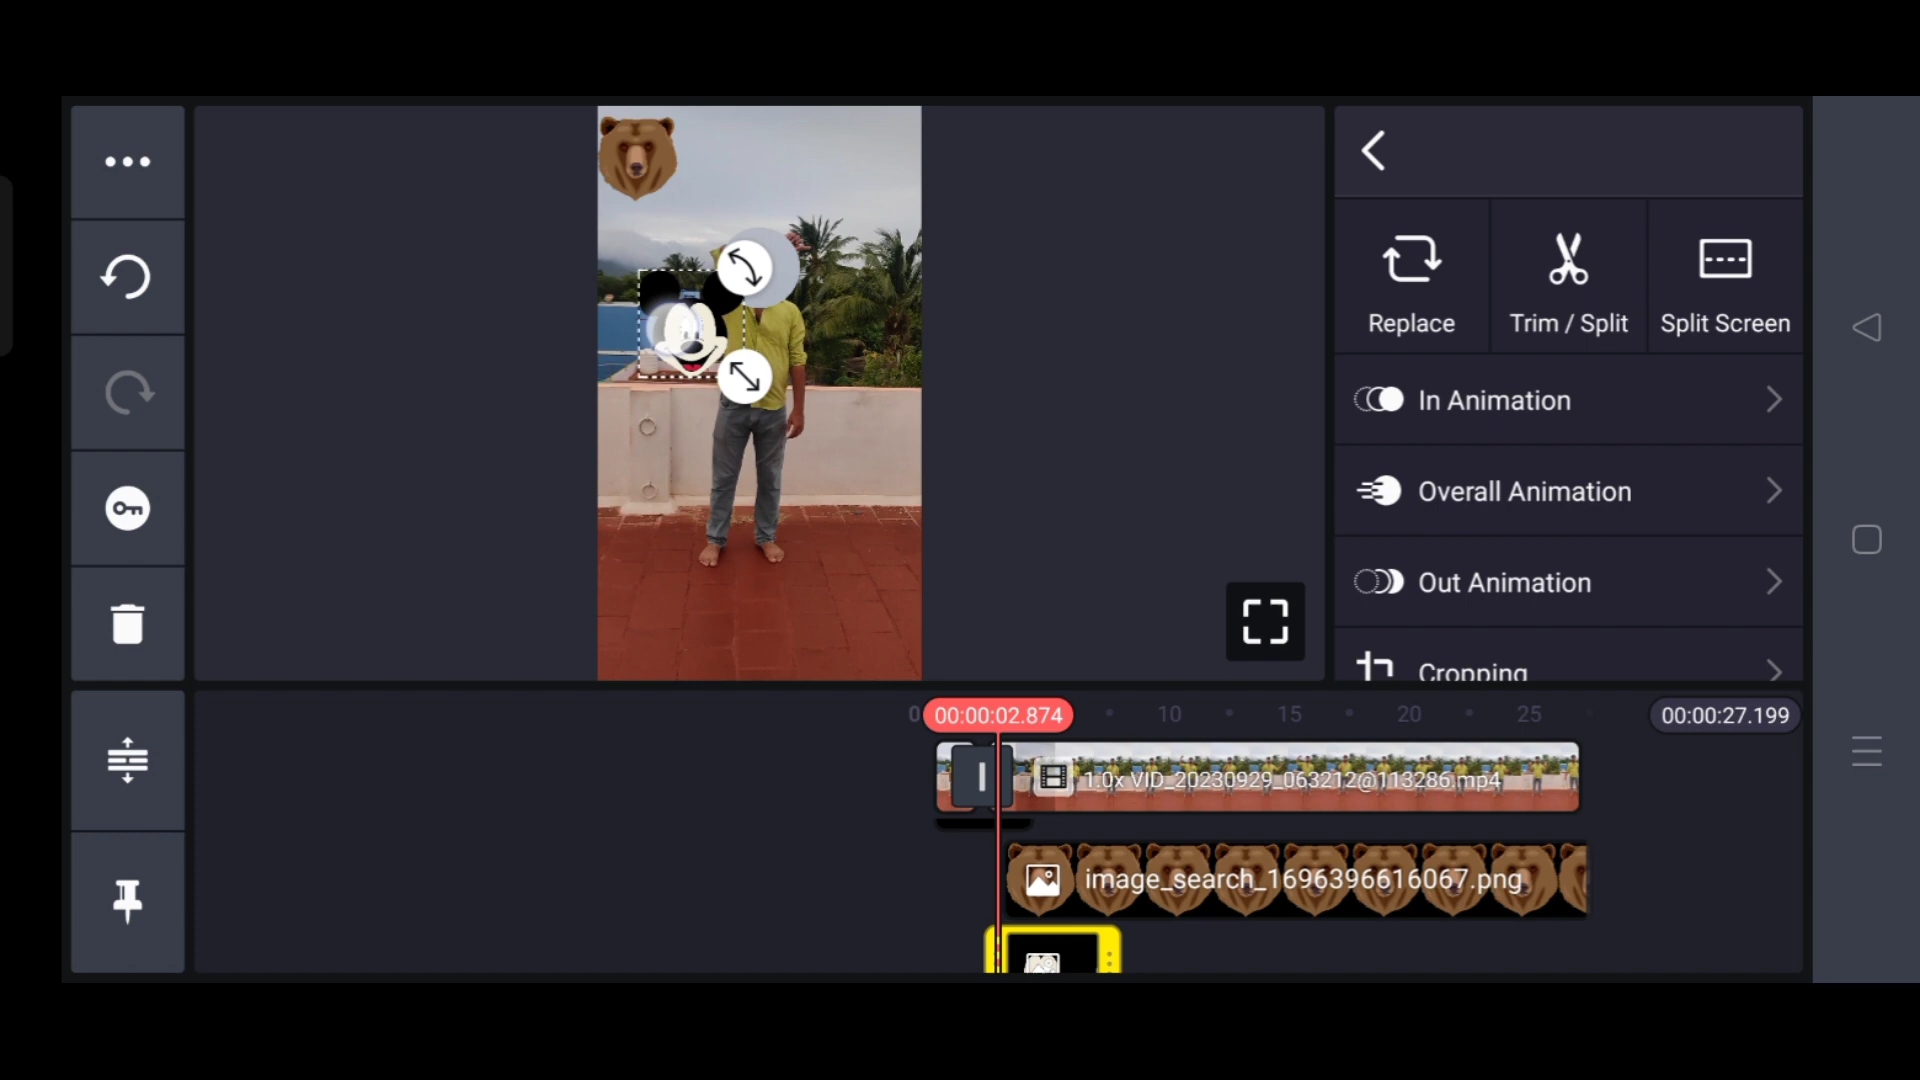 Replace
Trim / Split
Split Screen
In Animation
Overall Animation
Out Animation
Cropping
0
00:00:02.874
10
15
20
25
00:00:27.199
1.0x VID_20230929_063212@113286.mp4
image_search_1696396616067.png